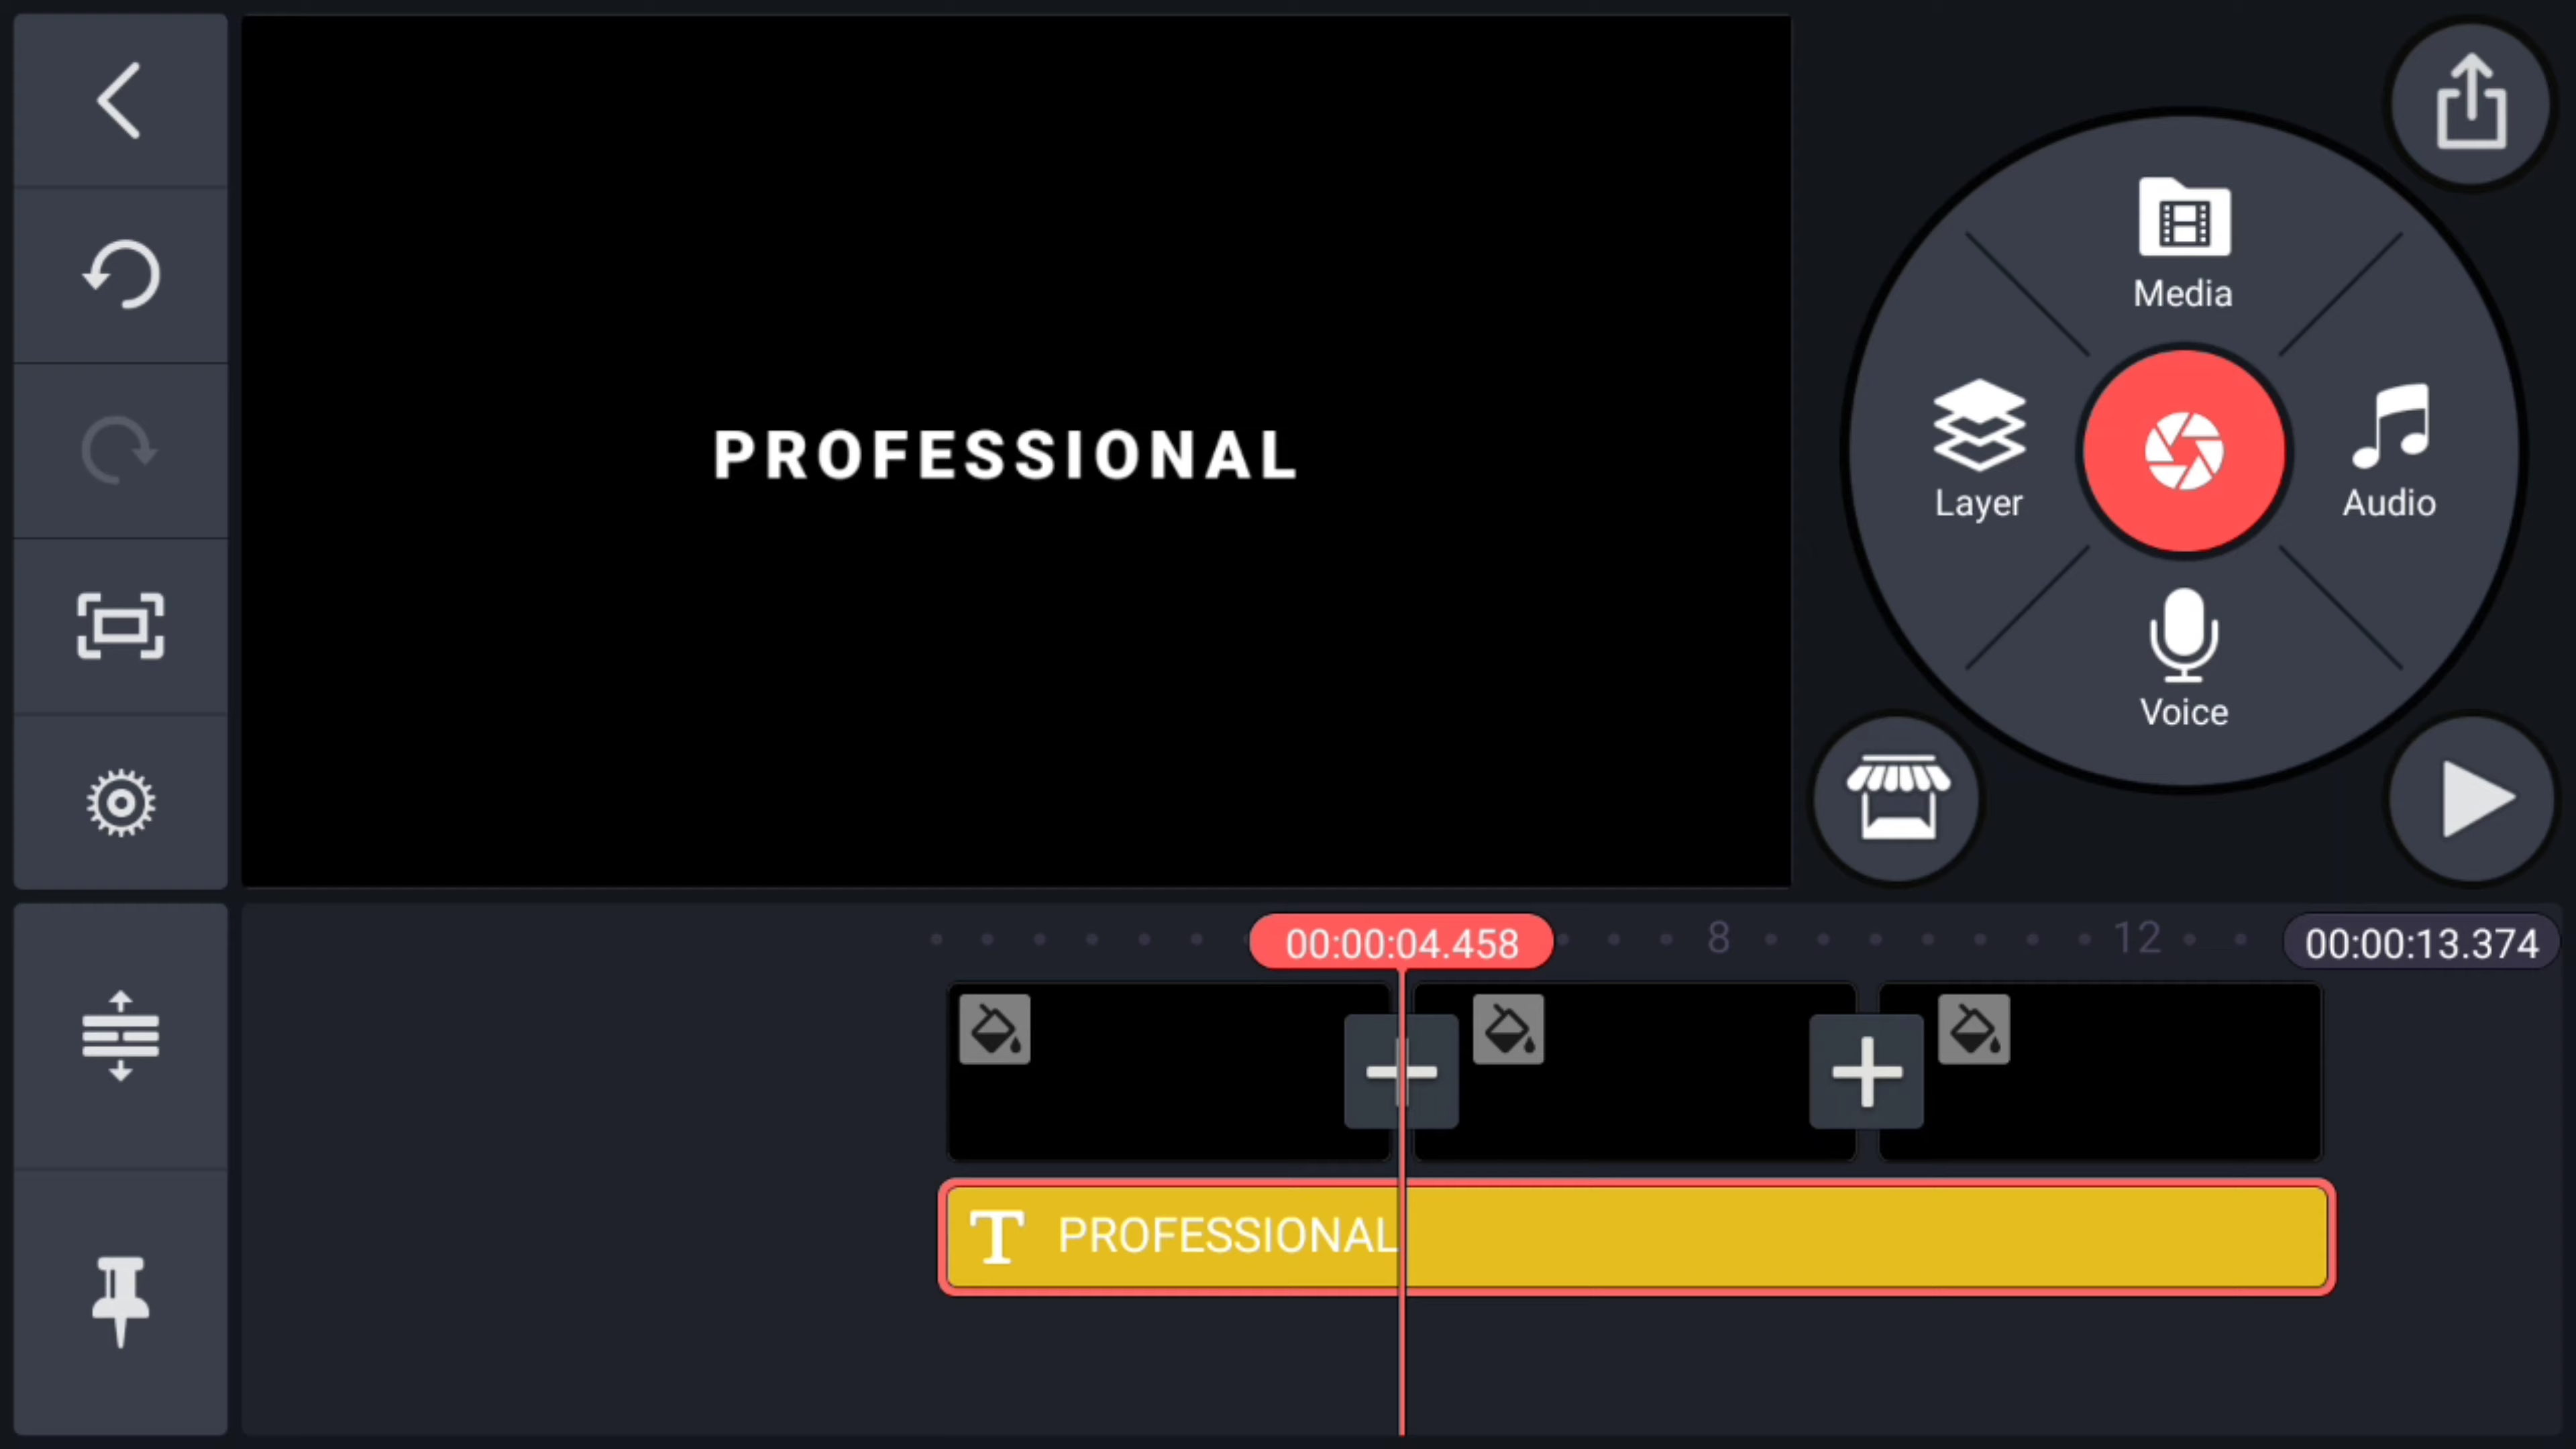 Media
PROFESSIONAL
Layer
Audio
Voice
00:00:04.458
8
12
00:00:13.374
T PROFESSIONAL